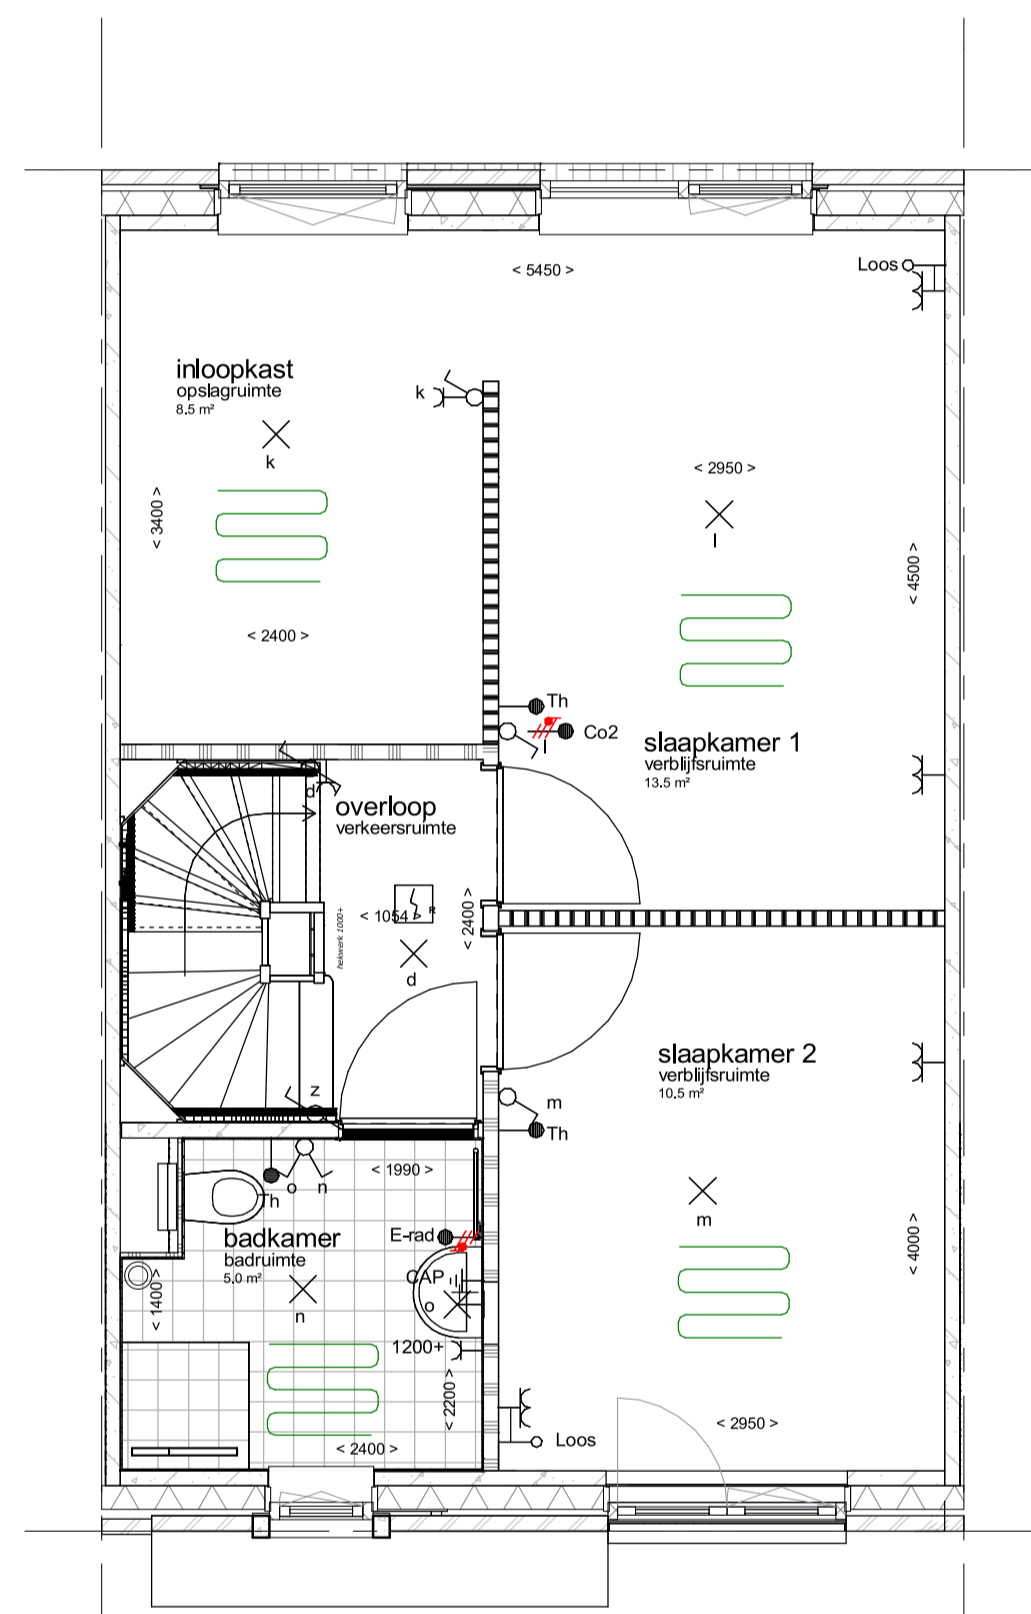 < 5450 >
Loos
inloopkast
opslagruimte
8.5 m²
k
k
< 2950 >
l
< 3400 >
< 4500 >
< 2400 >
Th
Co2
l
slaapkamer 1
verblijfsruimte
13.5 m²
d
overloop
verkeersruimte
< 1054 >
R
< 2400 >
hekwerk 1000+
d
slaapkamer 2
verblijfsruimte
10.5 m²
z
m
Th
< 1990 >
o n
Th
m
badkamer
badruimte
5.0 m²
E-rad
< 4000 >
CAP
< 1400 >
o
n
1200+
< 2200 >
< 2950 >
Loos
< 2400 >